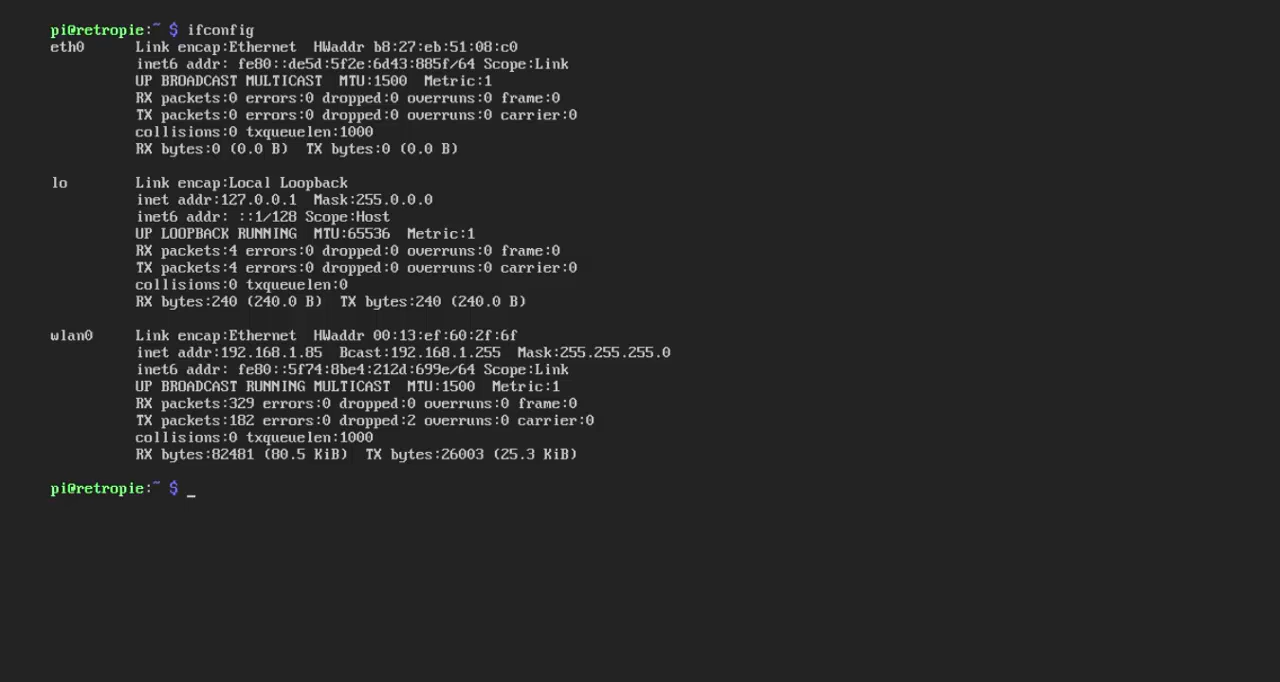 pi@retropie:~ $ ifconfig
eth0      Link encap:Ethernet  HWaddr b8:27:eb:51:08:c0
          inet6 addr: fe80::de5d:5f2e:6d43:885f/64 Scope:Link
          UP BROADCAST MULTICAST  MTU:1500  Metric:1
          RX packets:0 errors:0 dropped:0 overruns:0 frame:0
          TX packets:0 errors:0 dropped:0 overruns:0 carrier:0
          collisions:0 txqueuelen:1000
          RX bytes:0 (0.0 B)  TX bytes:0 (0.0 B)

lo        Link encap:Local Loopback
          inet addr:127.0.0.1  Mask:255.0.0.0
          inet6 addr: ::1/128 Scope:Host
          UP LOOPBACK RUNNING  MTU:65536  Metric:1
          RX packets:4 errors:0 dropped:0 overruns:0 frame:0
          TX packets:4 errors:0 dropped:0 overruns:0 carrier:0
          collisions:0 txqueuelen:0
          RX bytes:240 (240.0 B)  TX bytes:240 (240.0 B)

wlan0     Link encap:Ethernet  HWaddr 00:13:ef:60:2f:6f
          inet addr:192.168.1.85  Bcast:192.168.1.255  Mask:255.255.255.0
          inet6 addr: fe80::5f74:8be4:212d:699e/64 Scope:Link
          UP BROADCAST RUNNING MULTICAST  MTU:1500  Metric:1
          RX packets:329 errors:0 dropped:0 overruns:0 frame:0
          TX packets:182 errors:0 dropped:2 overruns:0 carrier:0
          collisions:0 txqueuelen:1000
          RX bytes:82481 (80.5 KiB)  TX bytes:26003 (25.3 KiB)

pi@retropie:~ $ _